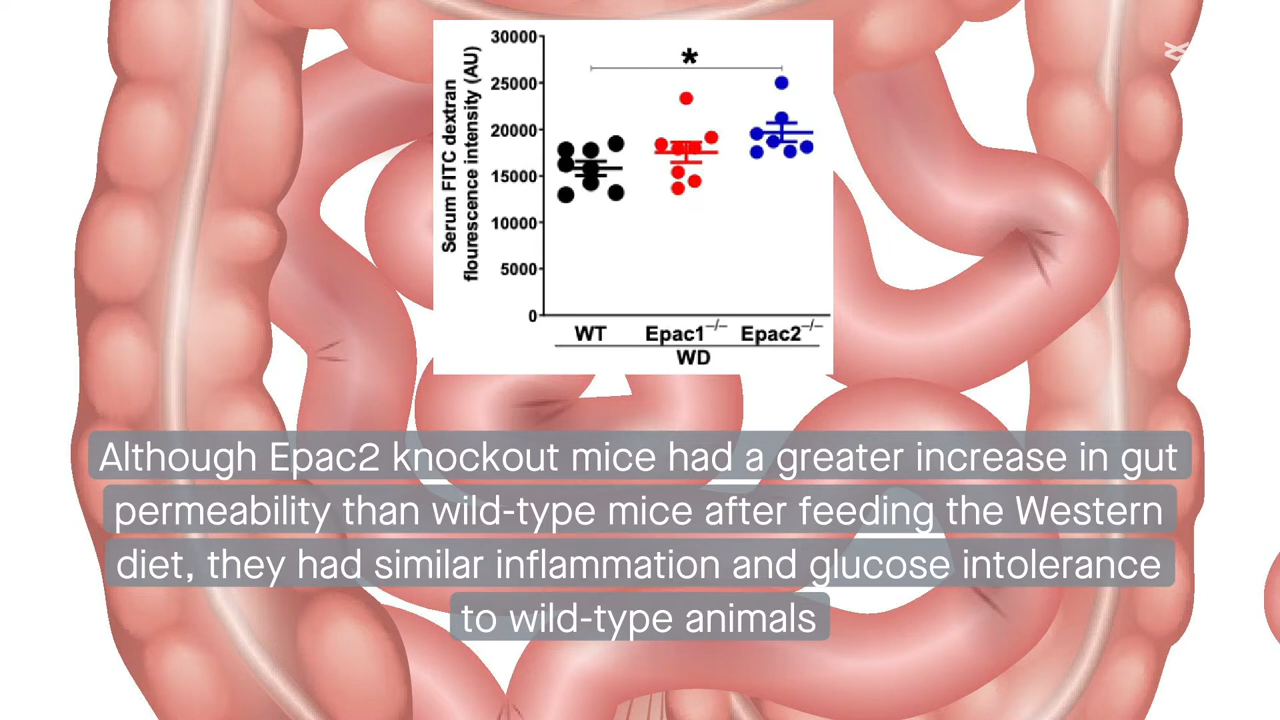 30000
*
25000
20000
15000
10000
5000
0
Serum FITC dextran
flourescence intensity (AU)
WT Epac1−/− Epac2−/−
WD
Although Epac2 knockout mice had a greater increase in gut
permeability than wild-type mice after feeding the Western
diet, they had similar inflammation and glucose intolerance
to wild-type animals